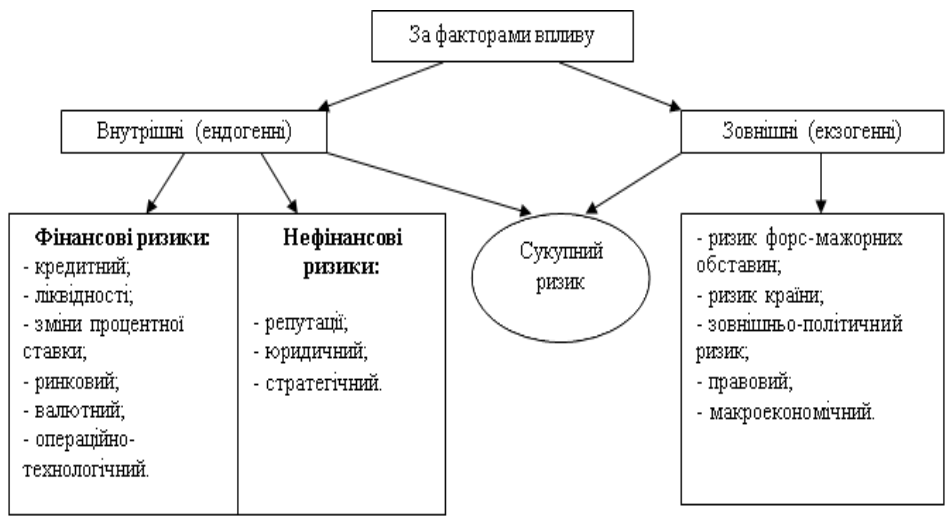 За факторами впливу
Внутрішні (ендогенні)
Зовнішні (екзогенні)
Фінансові ризики:
- кредитний;
- ліквідності;
- зміни процентної
ставки;
- ринковий;
- валютний;
- операційно-
технологічний.
Нефінансові
ризики:
- репутації;
- юридичний;
- стратегічний.
Сукупний
ризик
- ризик форс-мажорних
обставин;
- ризик країни;
- зовнішньо-політичний
ризик;
- правовий;
- макроекономічний.